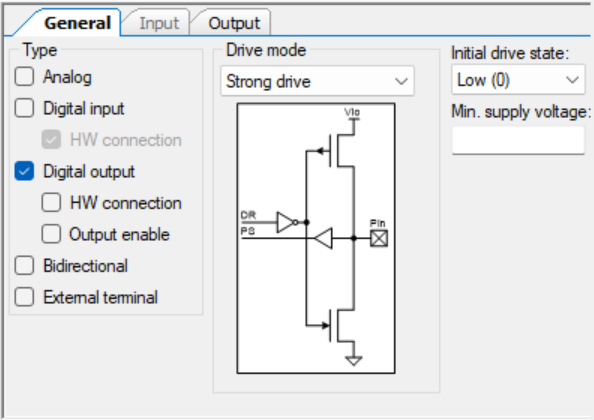 General Input Output
Type
Analog
Digital input
HW connection
Digital output
HW connection
Output enable
Bidirectional
External terminal
Drive mode
Strong drive
Vio
DR
PS
Pin
Initial drive state:
Low (0)
Min. supply voltage: